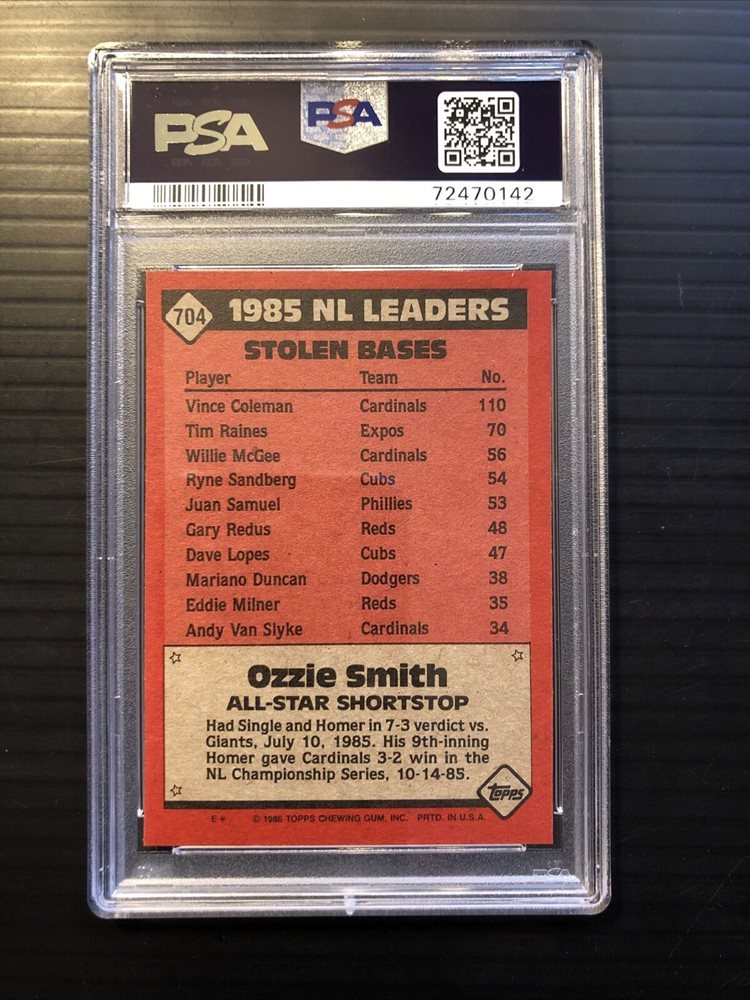 PSA
PSA
72470142
704 1985 NL LEADERS
STOLEN BASES
Player Team No.
Vince Coleman Cardinals 110
Tim Raines Expos 70
Willie McGee Cardinals 56
Ryne Sandberg Cubs 54
Juan Samuel Phillies 53
Gary Redus Reds 48
Dave Lopes Cubs 47
Mariano Duncan Dodgers 38
Eddie Milner Reds 35
Andy Van Slyke Cardinals 34
Ozzie Smith
ALL-STAR SHORTSTOP
Had Single and Homer in 7-3 verdict vs.
Giants, July 10, 1985. His 9th-inning
Homer gave Cardinals 3-2 win in the
NL Championship Series, 10-14-85.
topps
E* © 1986 TOPPS CHEWING GUM, INC. PRTD. IN U.S.A.
PSA